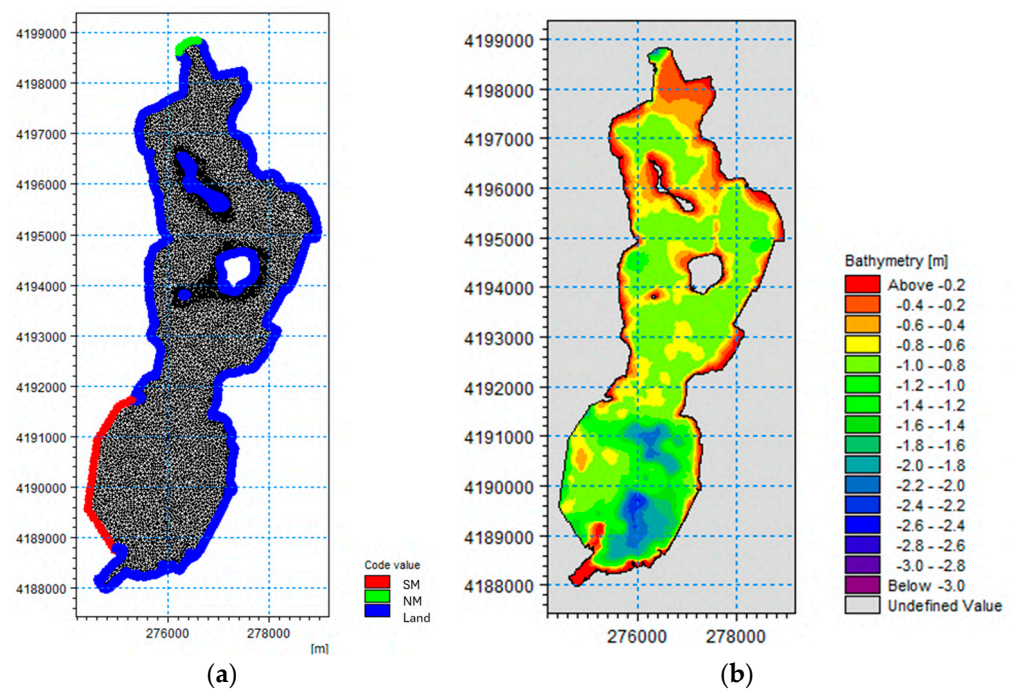 4199000
4198000
4197000
4196000
4195000
4194000
4193000
4192000
4191000
4190000
4189000
4188000
276000 278000
[m]
Code value
SM
NM
Land
(a)
4199000
4198000
4197000
4196000
4195000
4194000
4193000
4192000
4191000
4190000
4189000
4188000
276000 278000
Bathymetry [m]
Above -0.2
-0.4 - -0.2
-0.6 - -0.4
-0.8 - -0.6
-1.0 - -0.8
-1.2 - -1.0
-1.4 - -1.2
-1.6 - -1.4
-1.8 - -1.6
-2.0 - -1.8
-2.2 - -2.0
-2.4 - -2.2
-2.6 - -2.4
-2.8 - -2.6
-3.0 - -2.8
Below -3.0
Undefined Value
(b)